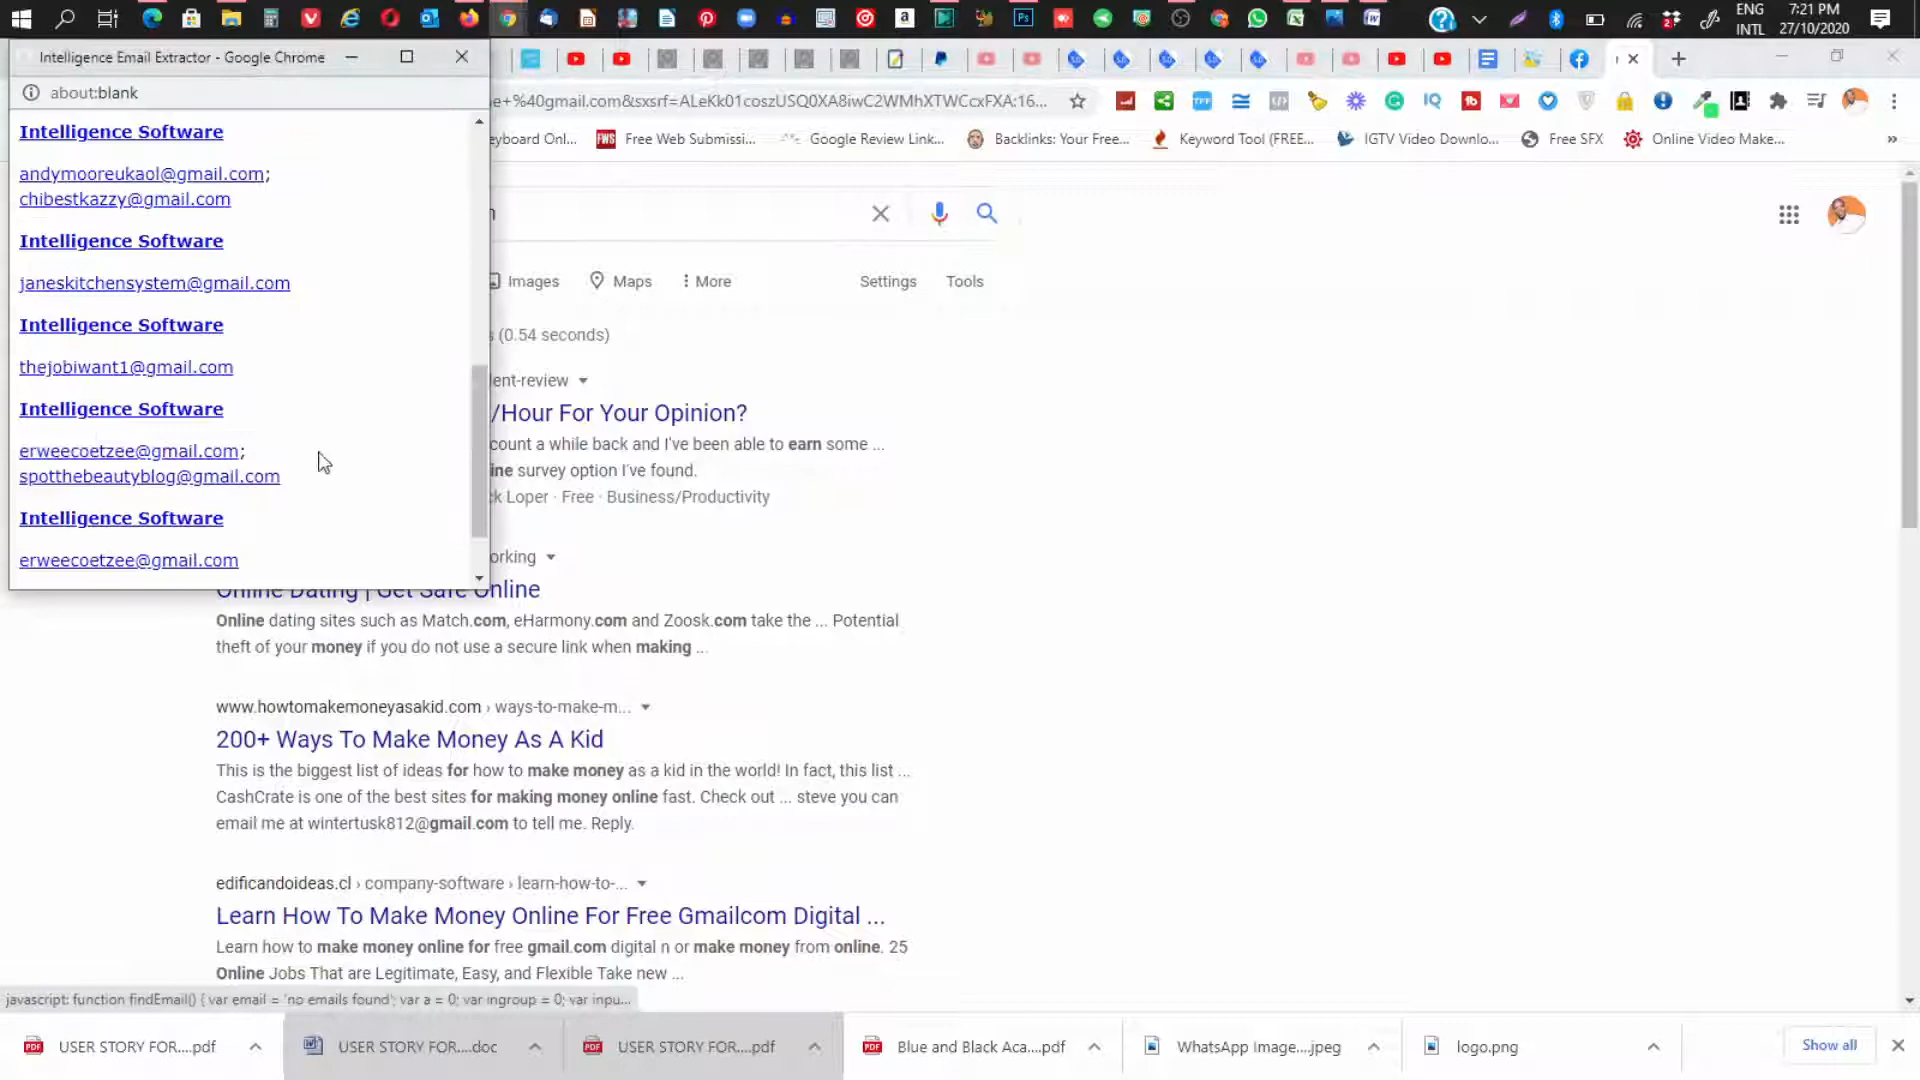 ENG
7:21 PM
INTL
27/10/2020
Intelligence Email Extractor - Google Chrome
about:blank
e+%40gmail.com&sxsrf=ALeKk01coszUSQ0XA8iwC2WMhXTWCcxFXA:16...
eyboard Onl...
FWS
Free Web Submissi...
Google Review Link...
Backlinks: Your Free...
Keyword Tool (FREE...
IGTV Video Downlo...
Free SFX
Online Video Make...
Intelligence Software
andymooreukaol@gmail.com;
chibestkazzy@gmail.com
Intelligence Software
janeskitchensystem@gmail.com
Intelligence Software
thejobiwant1@gmail.com
Intelligence Software
erweecoetzee@gmail.com;
spotthebeautyblog@gmail.com
Intelligence Software
erweecoetzee@gmail.com
Images
Maps
More
Settings
Tools
s (0.54 seconds)
ent-review
/Hour For Your Opinion?
count a while back and I've been able to earn some ...
ine survey option I've found.
k Loper · Free · Business/Productivity
orking
Online Dating | Get Safe Online
Online dating sites such as Match.com, eHarmony.com and Zoosk.com take the ... Potential
theft of your money if you do not use a secure link when making ...
www.howtomakemoneyasakid.com › ways-to-make-m...
200+ Ways To Make Money As A Kid
This is the biggest list of ideas for how to make money as a kid in the world! In fact, this list ...
CashCrate is one of the best sites for making money online fast. Check out ... steve you can
email me at wintertusk812@gmail.com to tell me. Reply.
edificandoideas.cl › company-software › learn-how-to-...
Learn How To Make Money Online For Free Gmailcom Digital ...
Learn how to make money online for free gmail.com digital n or make money from online. 25
Online Jobs That are Legitimate, Easy, and Flexible Take new ...
javascript: function findEmail() { var email = 'no emails found'; var a = 0; var ingroup = 0; var inpu...
USER STORY FOR....pdf
USER STORY FOR....doc
USER STORY FOR....pdf
Blue and Black Aca....pdf
WhatsApp Image....jpeg
logo.png
Show all